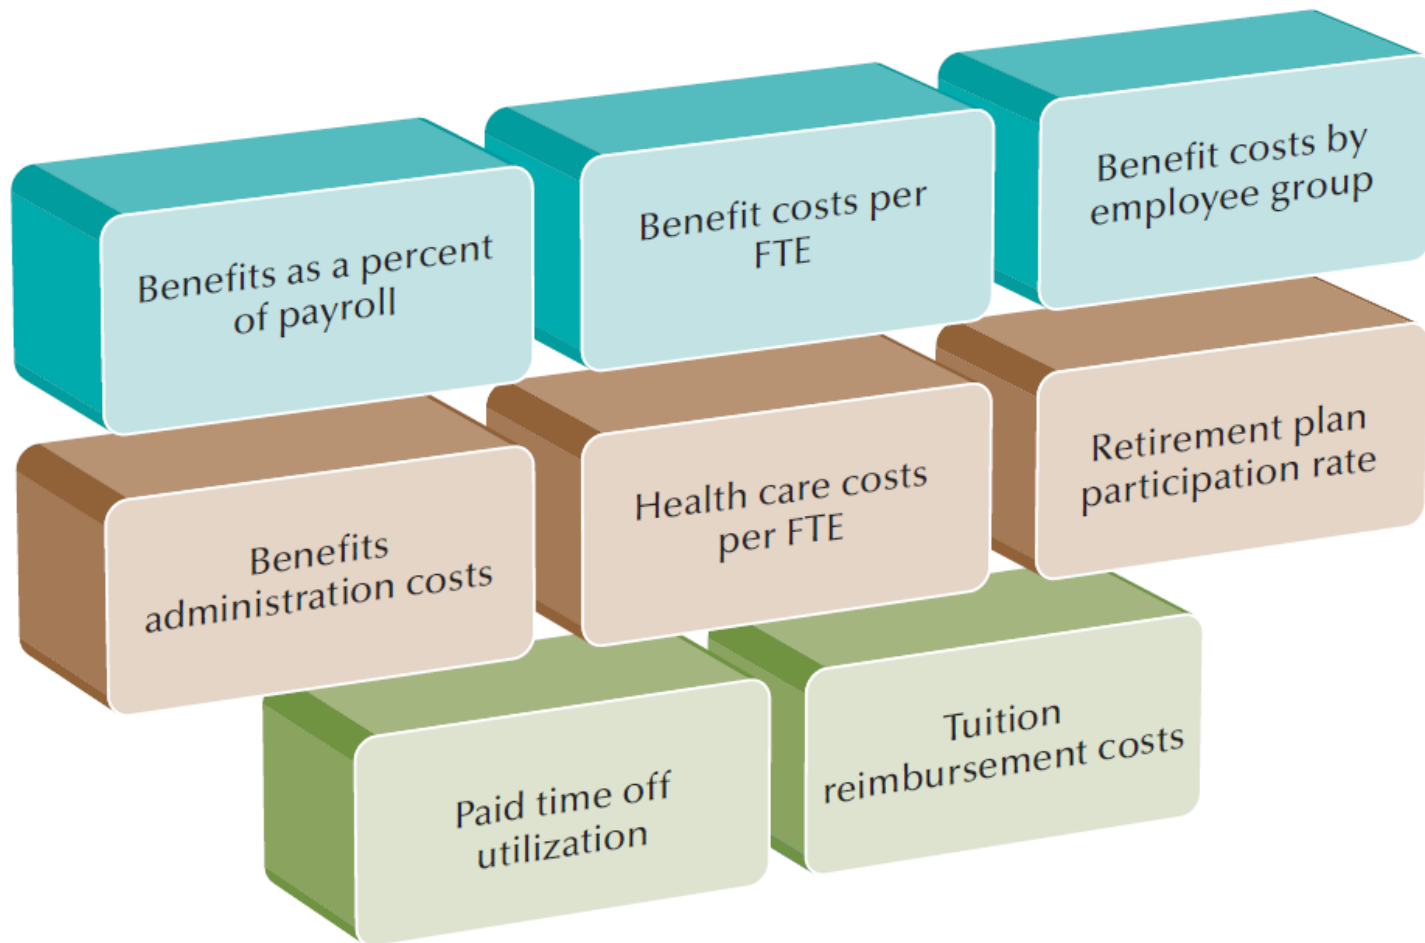 Benefits as a percent
of payroll
Benefit costs per
FTE
Benefit costs by
employee group
Benefits
administration costs
Health care costs
per FTE
Retirement plan
participation rate
Paid time off
utilization
Tuition
reimbursement costs